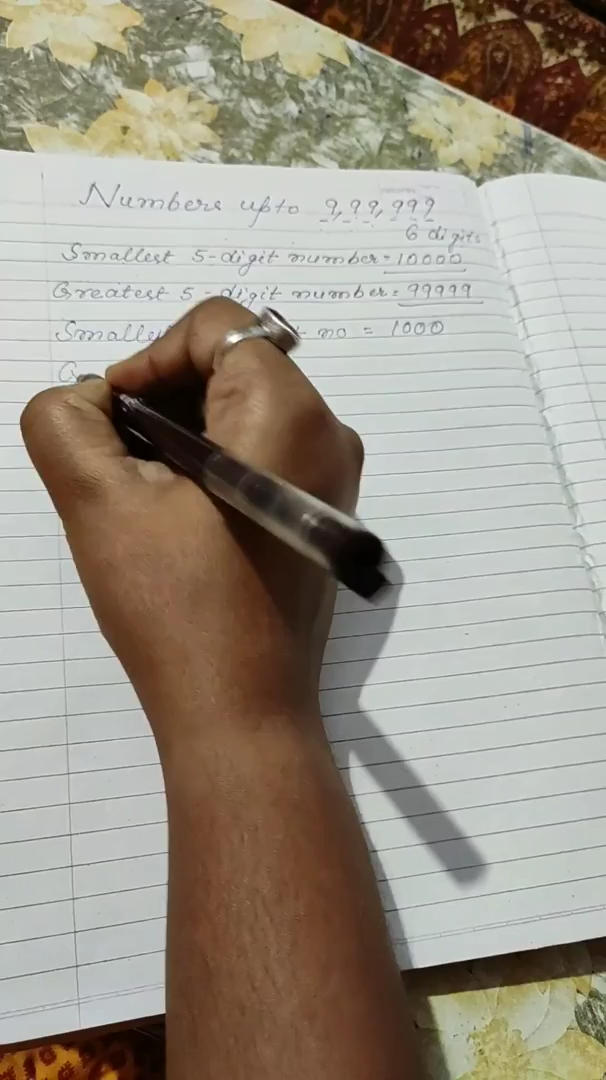 Numbers upto 9,99,999
6 digits
Smallest 5-digit number = 10000
Greatest 5-digit number = 99999
Smalles no = 1000
G